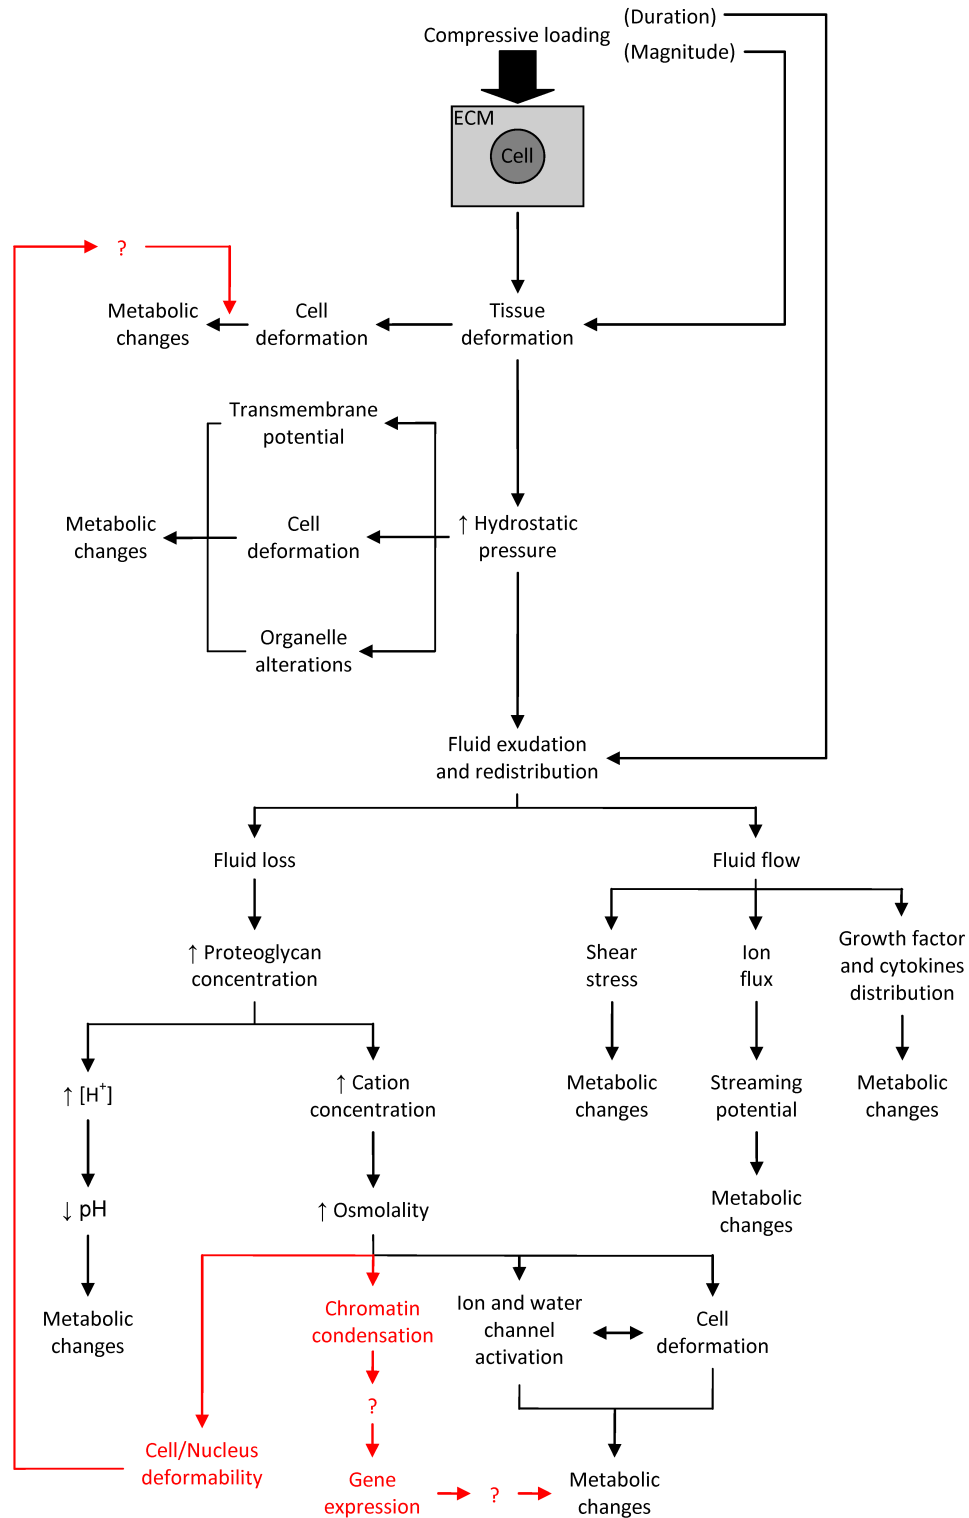 (Duration)
Compressive loading
(Magnitude)
ECM
Cell
?
Metabolic
changes
Cell
deformation
Tissue
deformation
Transmembrane
potential
Metabolic
changes
Cell
deformation
↑ Hydrostatic
pressure
Organelle
alterations
Fluid exudation
and redistribution
Fluid loss
Fluid flow
↑ Proteoglycan
concentration
Shear
stress
Ion
flux
Growth factor
and cytokines
distribution
↑ [H⁺]
↑ Cation
concentration
Metabolic
changes
Streaming
potential
Metabolic
changes
↓ pH
↑ Osmolality
Metabolic
changes
Metabolic
changes
Chromatin
condensation
Ion and water
channel
activation
Cell
deformation
?
Cell/Nucleus
deformability
Gene
expression
?
Metabolic
changes